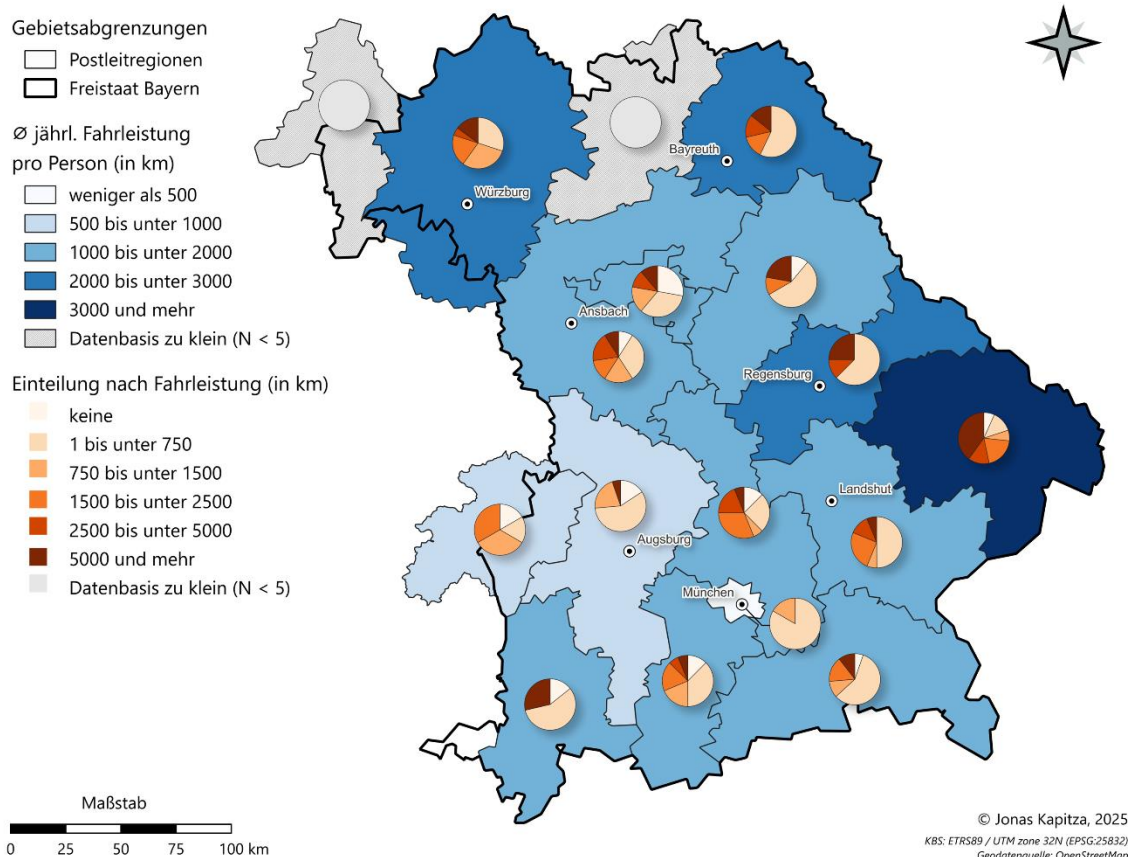 Gebietsabgrenzungen
Postleitregionen
Freistaat Bayern
Ø jährl. Fahrleistung
pro Person (in km)
weniger als 500
500 bis unter 1000
1000 bis unter 2000
2000 bis unter 3000
3000 und mehr
Datenbasis zu klein (N < 5)
Einteilung nach Fahrleistung (in km)
keine
1 bis unter 750
750 bis unter 1500
1500 bis unter 2500
2500 bis unter 5000
5000 und mehr
Datenbasis zu klein (N < 5)
Bayreuth
Würzburg
Ansbach
Regensburg
Landshut
Augsburg
München
Maßstab
0 25 50 75 100 km
© Jonas Kapitza, 2025
KBS: ETRS89 / UTM zone 32N (EPSG:25832)
Geodatenquelle: OpenStreetMap